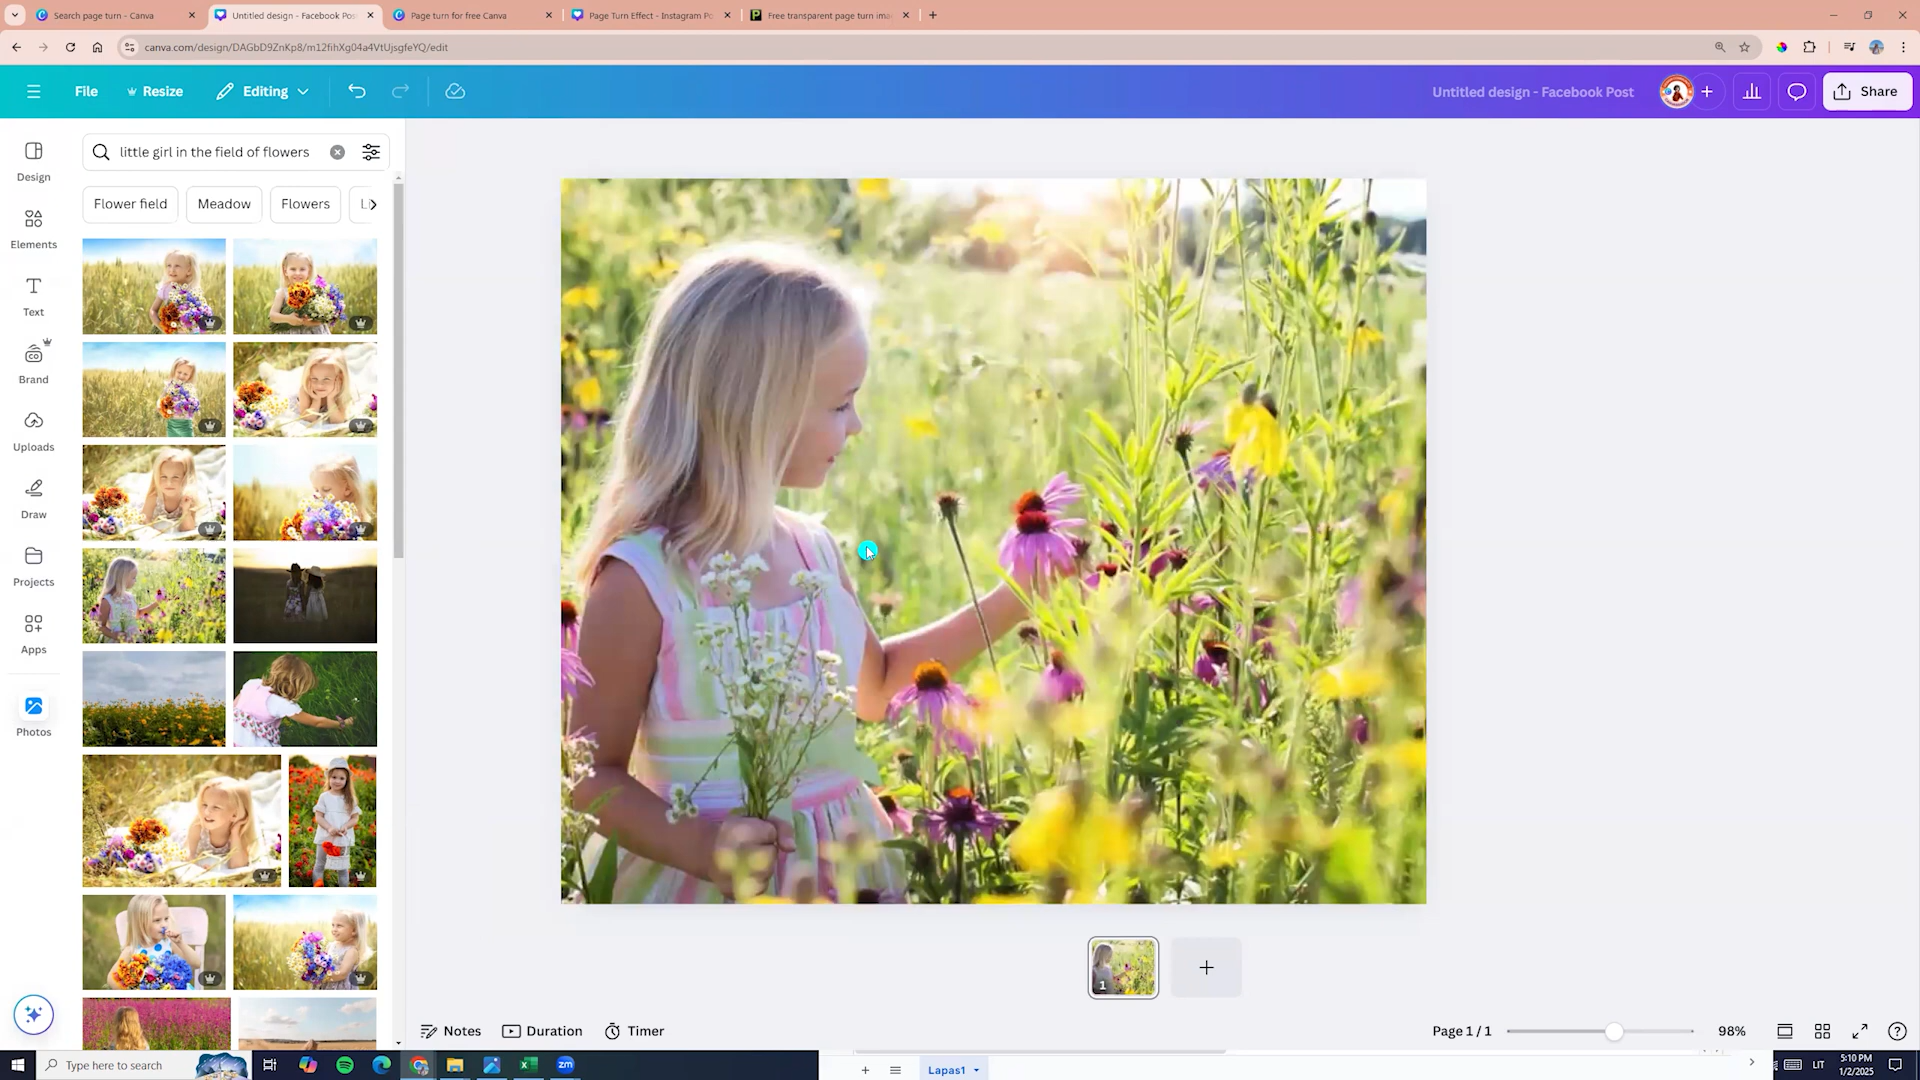 Search page turn - Canva
Untitled design - Facebook Pos
Page turn for free Canva
Page Turn Effect - Instagram Po
Free transparent page turn ima
canva.com/design/DAGbD9ZnKp8/m12fihXg04a4VtUjsgfeYQ/edit
File
Resize
Editing
Untitled design - Facebook Post
Share
Design
Elements
Text
Brand
Uploads
Draw
Projects
Apps
Photos
little girl in the field of flowers
Flower field
Meadow
Flowers
Li
1
Notes
Duration
Timer
Page 1 / 1
98%
Type here to search
Lapas1
LIT
5:10 PM
1/2/2025